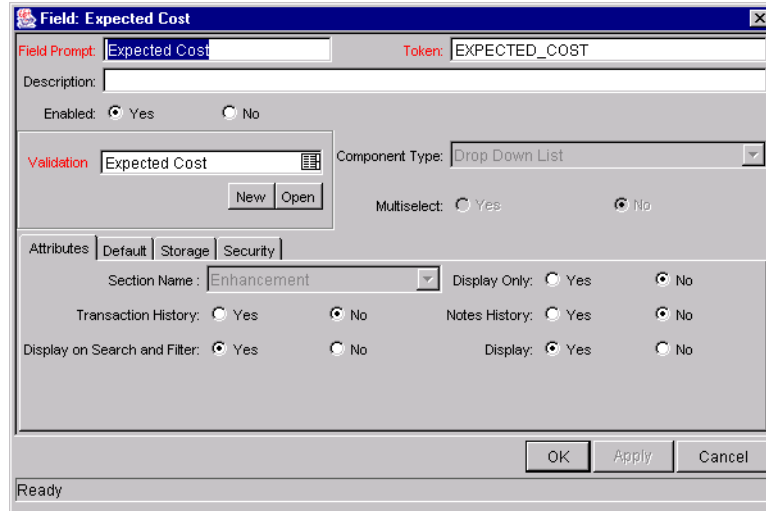 Field: Expected Cost
Field Prompt: Expected Cost Token: EXPECTED_COST
Description:
Enabled: Yes No
Validation Expected Cost Component Type: Drop Down List
New Open Multiselect: Yes No
Attributes Default Storage Security
Section Name : Enhancement Display Only: Yes No
Transaction History: Yes No Notes History: Yes No
Display on Search and Filter: Yes No Display: Yes No
OK Apply Cancel
Ready